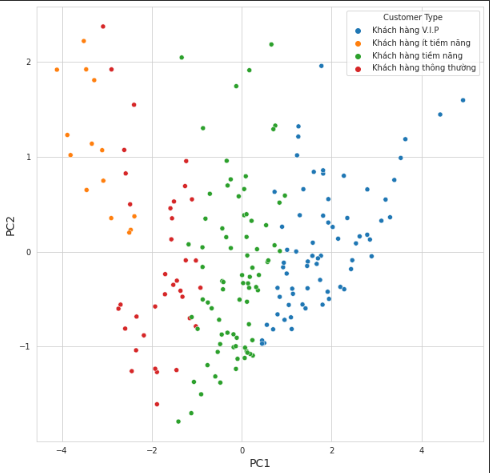 Customer Type
Khách hàng V.I.P
Khách hàng ít tiềm năng
Khách hàng tiềm năng
Khách hàng thông thường
2
1
0
−1
PC2
−4 −2 0 2 4
PC1